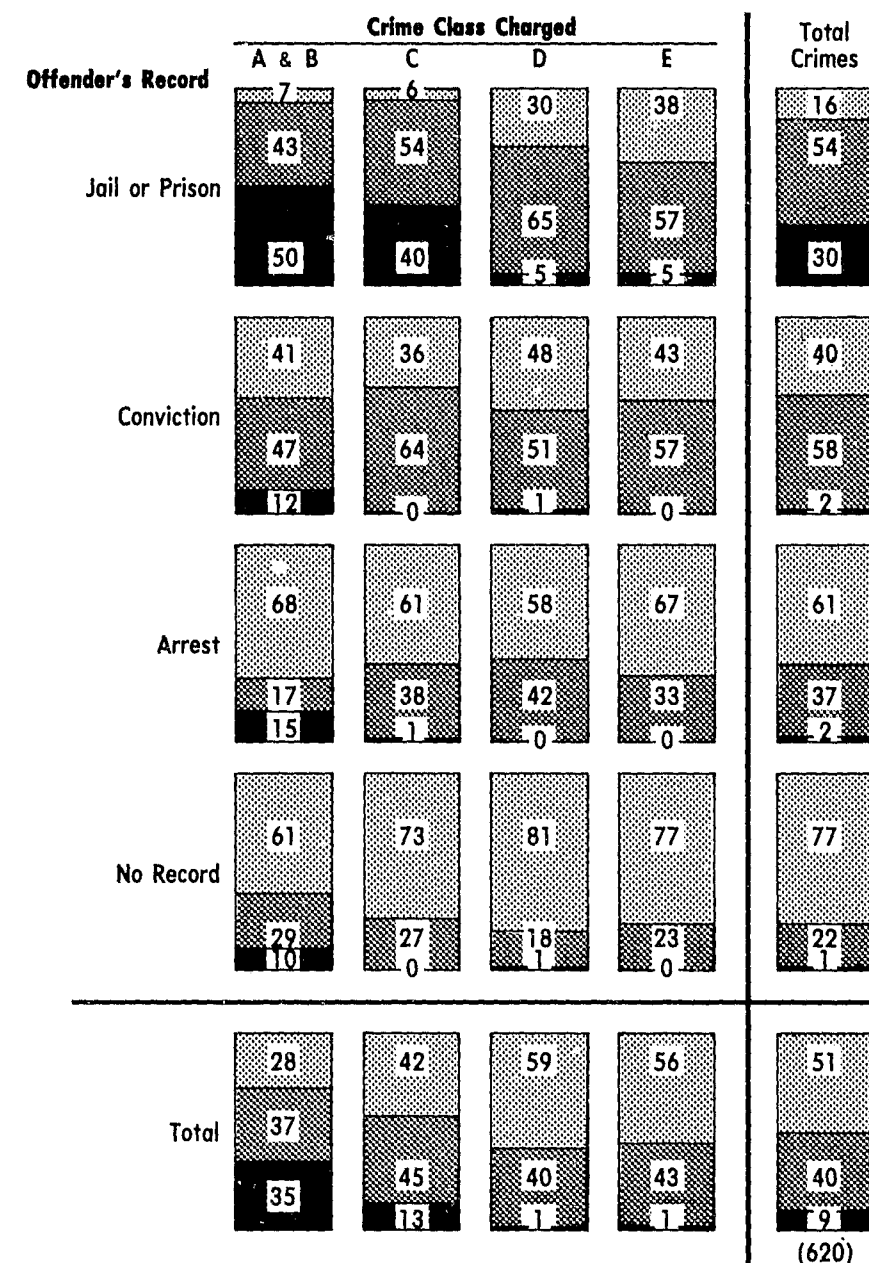 Crime Class Charged
Total Crimes
Offender's Record
A & B C D E
7 6 30 38 16
43 54 54
Jail or Prison
65 57
50 40 30
5 5
41 36 48 43 40
Conviction
47 64 51 57 58
12 0 1 0 2
68 61 58 67 61
Arrest
17 38 42 33 37
15 1 0 0 2
61 73 81 77 77
No Record
29 27 18 23 22
10 0 1 0 1
28 42 59 56 51
Total
37
45 40 43 40
35
13 1 1 9
(620)